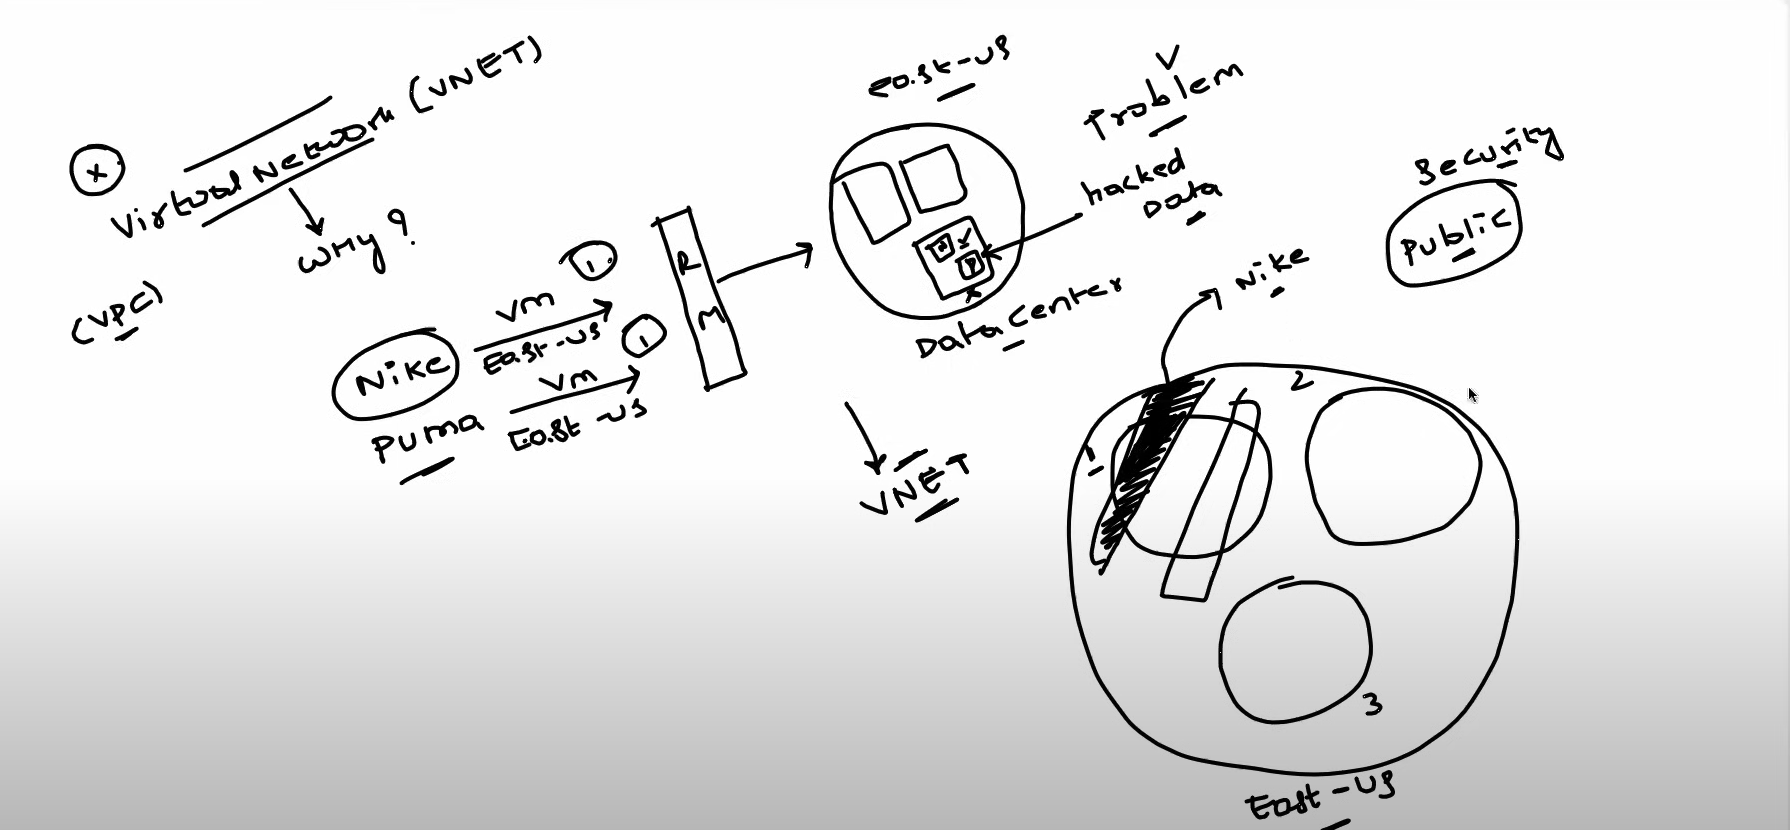 x
Virtual Network (VNET)
Why?
(VPC)
Nike
VM
East-US
1
Puma
VM
East-US
1
R
M
East-US
Data Center
N
P
Problem
hacked
Data
Security
Public
VNET
Nike
1
2
3
East-US